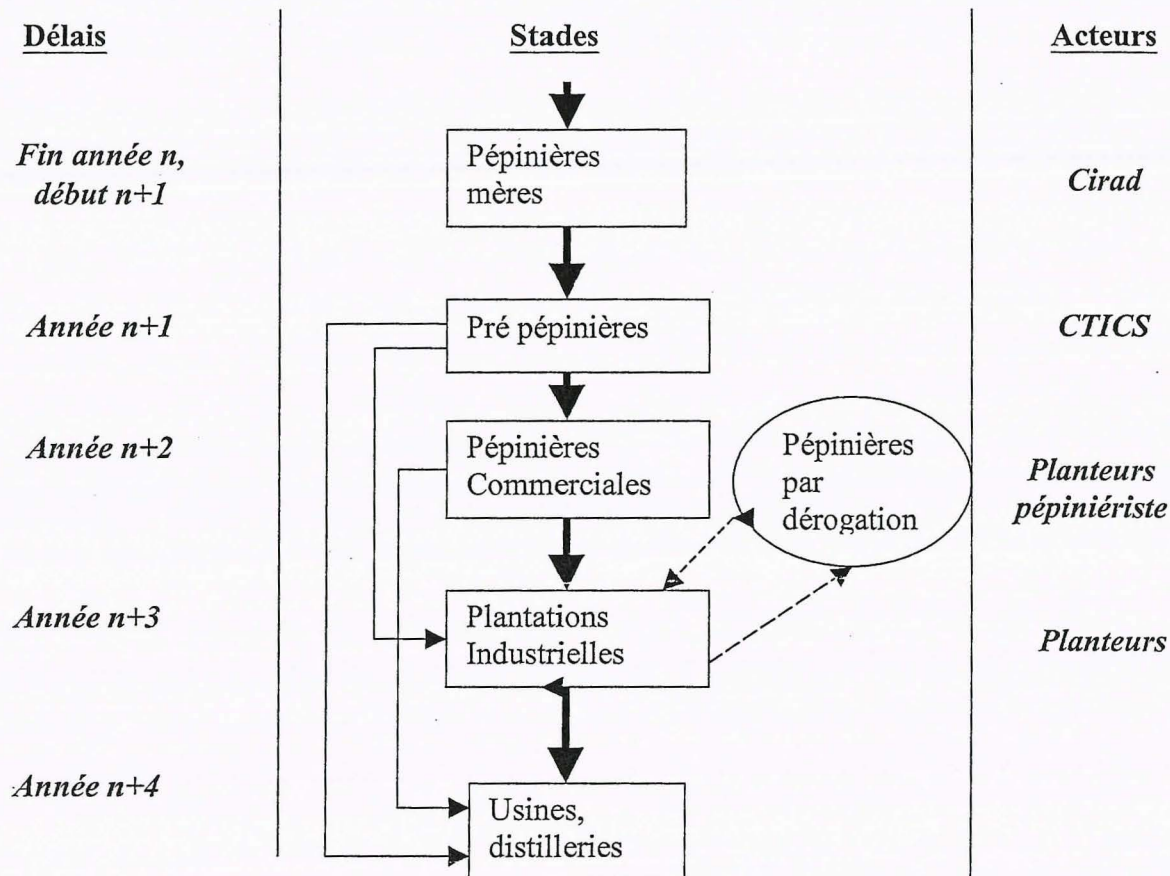 Délais
Stades
Acteurs
Fin année n,
début n+1
Pépinières
mères
Cirad
Année n+1
Pré pépinières
CTICS
Année n+2
Pépinières
Commerciales
Pépinières
par
dérogation
Planteurs
pépiniériste
Année n+3
Plantations
Industrielles
Planteurs
Année n+4
Usines,
distilleries